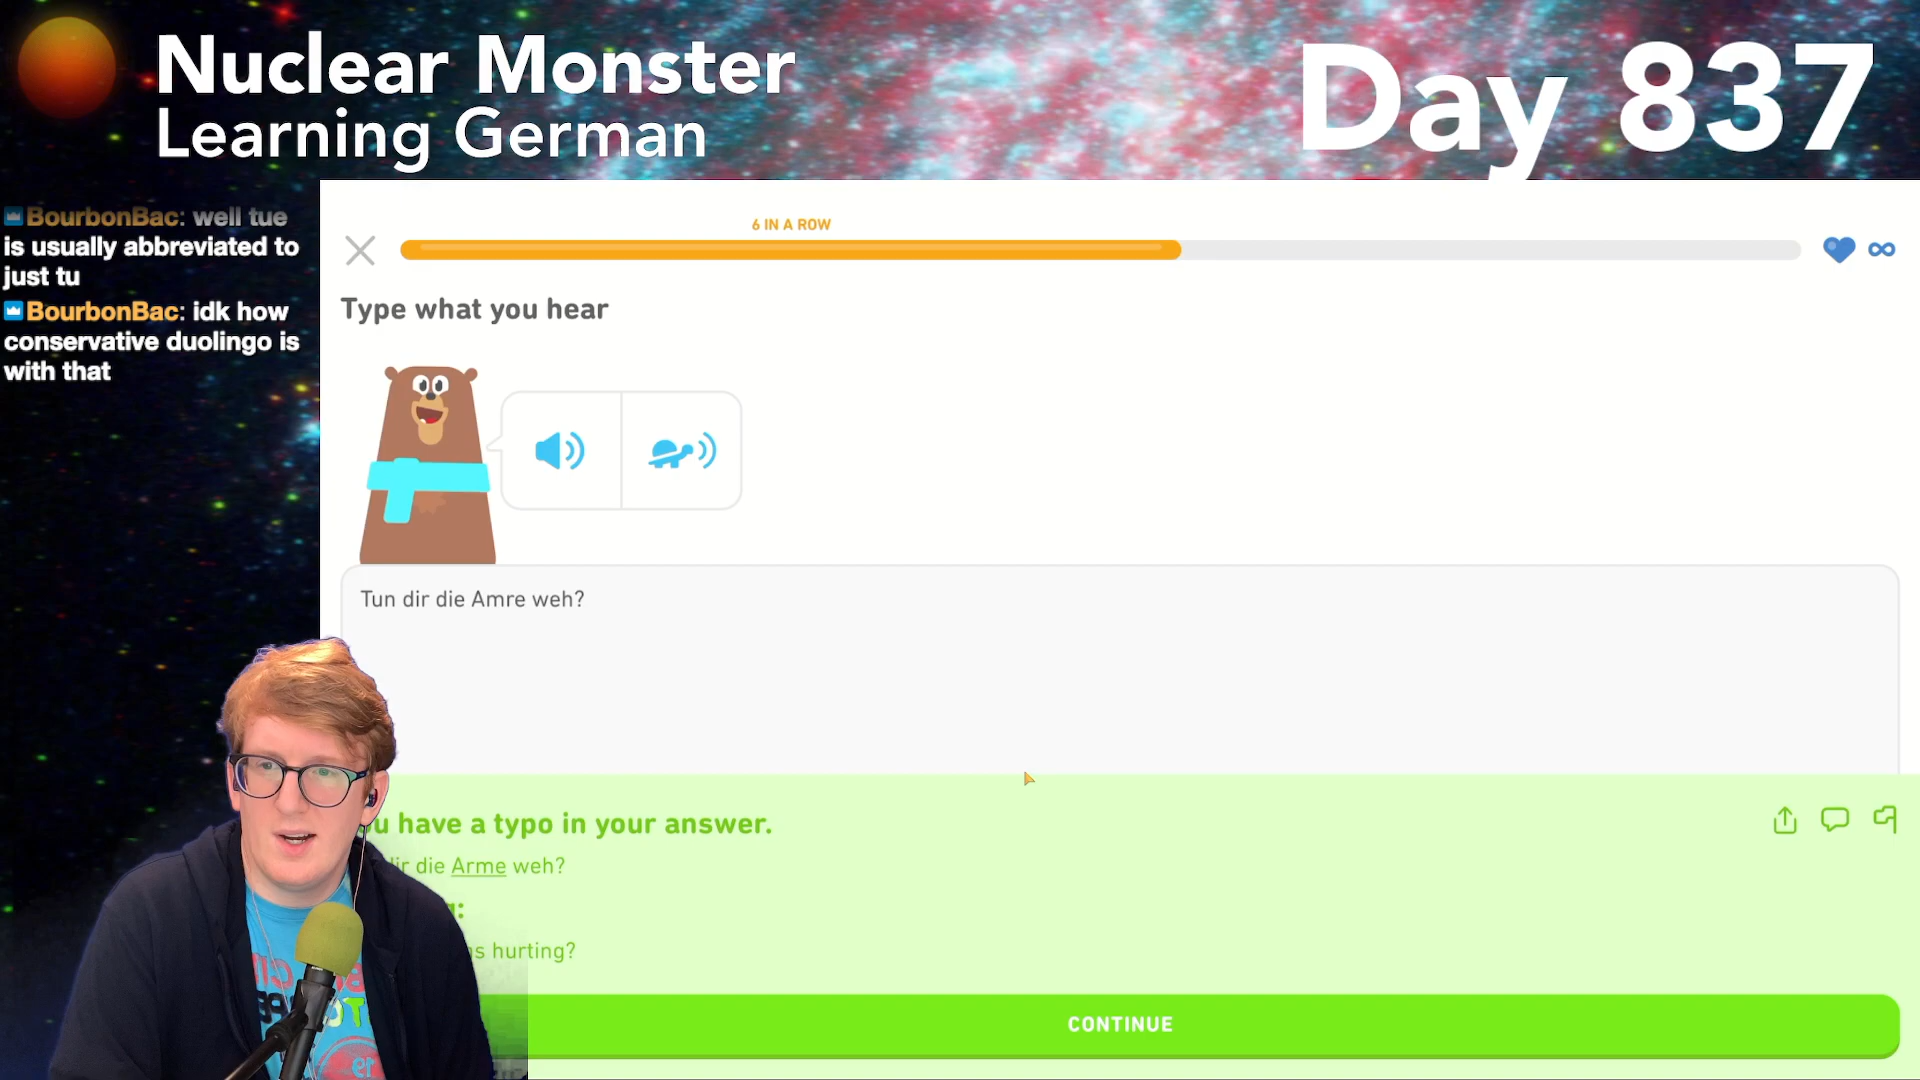 Nuclear Monster
Learning German
Day 837
BourbonBac: well tue
is usually abbreviated to
just tu
BourbonBac: idk how
conservative duolingo is
with that
6 IN A ROW
Type what you hear
Tun dir die Amre weh?
have a typo in your answer.
die Arme weh?
hurting?
CONTINUE